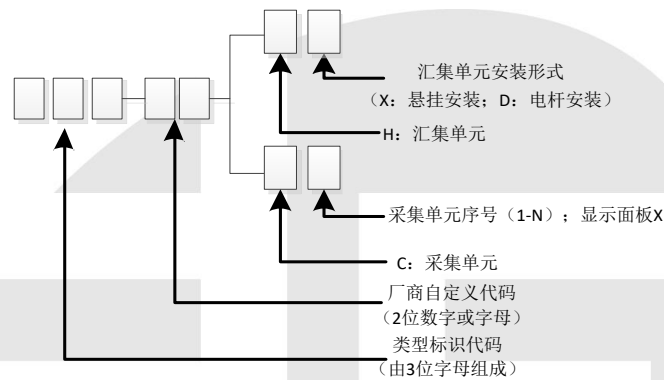 汇集单元安装形式
（X：悬挂安装；D：电杆安装）
H：汇集单元
采集单元序号（1-N）；显示面板X
C：采集单元
厂商自定义代码
（2位数字或字母）
类型标识代码
（由3位字母组成）